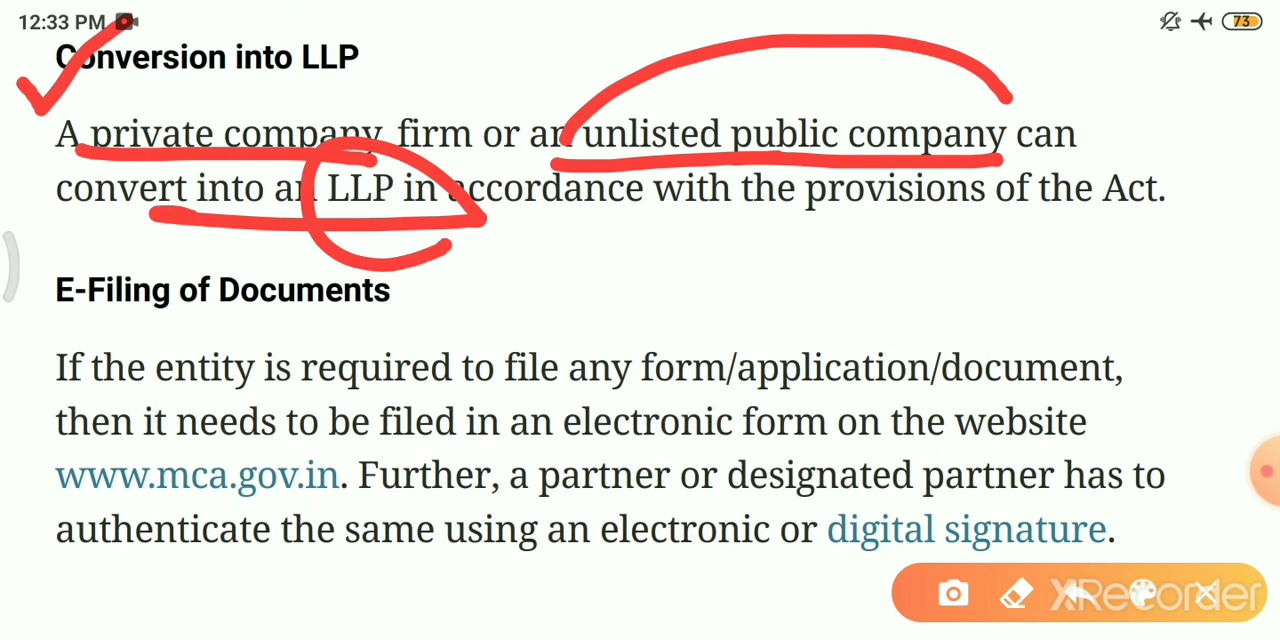 12:33 PM
73
Conversion into LLP
A private company, firm or an unlisted public company can
convert into an LLP in accordance with the provisions of the Act.
E-Filing of Documents
If the entity is required to file any form/application/document,
then it needs to be filed in an electronic form on the website
www.mca.gov.in. Further, a partner or designated partner has to
authenticate the same using an electronic or digital signature.
XRecorder